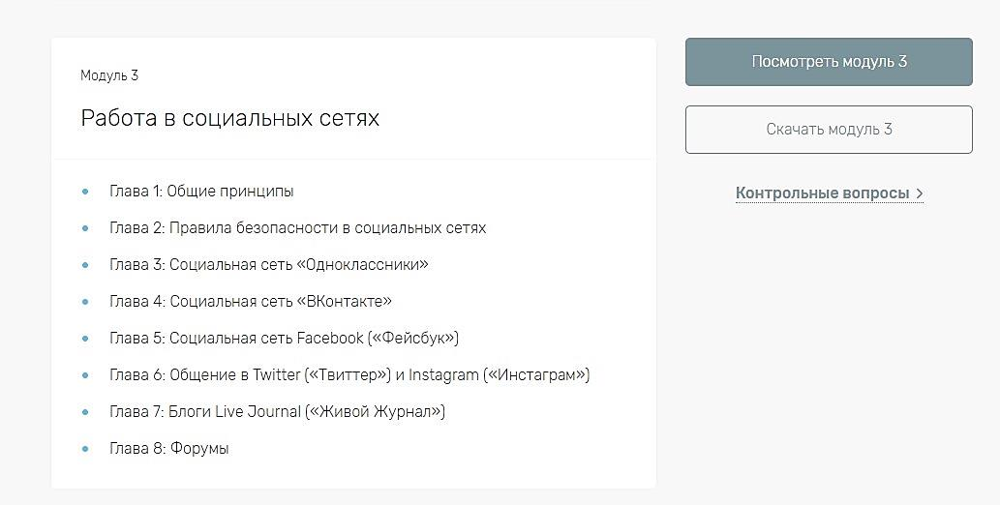 Модуль 3
Работа в социальных сетях
Глава 1: Общие принципы
Глава 2: Правила безопасности в социальных сетях
Глава 3: Социальная сеть «Одноклассники»
Глава 4: Социальная сеть «ВКонтакте»
Глава 5: Социальная сеть Facebook («Фейсбук»)
Глава 6: Общение в Twitter («Твиттер») и Instagram («Инстаграм»)
Глава 7: Блоги Live Journal («Живой Журнал»)
Глава 8: Форумы
Посмотреть модуль 3
Скачать модуль 3
Контрольные вопросы